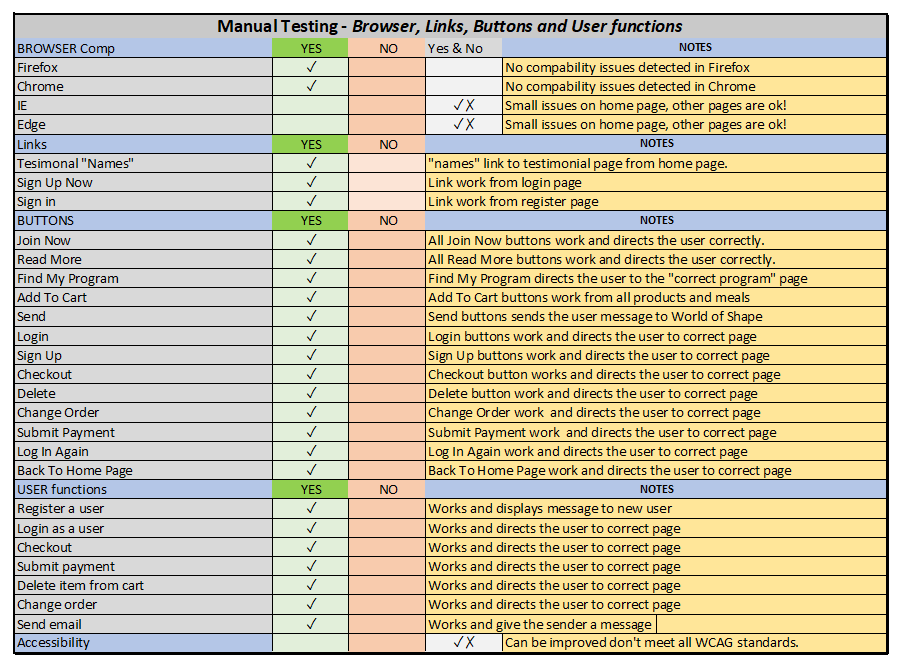 Manual Testing - Browser, Links, Buttons and User functions
BROWSER Comp YES NO Yes & No NOTES
Firefox ✓ No compability issues detected in Firefox
Chrome ✓ No compability issues detected in Chrome
IE ✓✗ Small issues on home page, other pages are ok!
Edge ✓✗ Small issues on home page, other pages are ok!
Links YES NO NOTES
Tesimonal "Names" ✓ "names" link to testimonial page from home page.
Sign Up Now ✓ Link work from login page
Sign in ✓ Link work from register page
BUTTONS YES NO NOTES
Join Now ✓ All Join Now buttons work and directs the user correctly.
Read More ✓ All Read More buttons work and directs the user correctly.
Find My Program ✓ Find My Program directs the user to the "correct program" page
Add To Cart ✓ Add To Cart buttons work from all products and meals
Send ✓ Send buttons sends the user message to World of Shape
Login ✓ Login buttons work and directs the user to correct page
Sign Up ✓ Sign Up buttons work and directs the user to correct page
Checkout ✓ Checkout button works and directs the user to correct page
Delete ✓ Delete button work and directs the user to correct page
Change Order ✓ Change Order work and directs the user to correct page
Submit Payment ✓ Submit Payment work and directs the user to correct page
Log In Again ✓ Log In Again work and directs the user to correct page
Back To Home Page ✓ Back To Home Page work and directs the user to correct page
USER functions YES NO NOTES
Register a user ✓ Works and displays message to new user
Login as a user ✓ Works and directs the user to correct page
Checkout ✓ Works and directs the user to correct page
Submit payment ✓ Works and directs the user to correct page
Delete item from cart ✓ Works and directs the user to correct page
Change order ✓ Works and directs the user to correct page
Send email ✓ Works and give the sender a message
Accessibility ✓✗ Can be improved don't meet all WCAG standards.